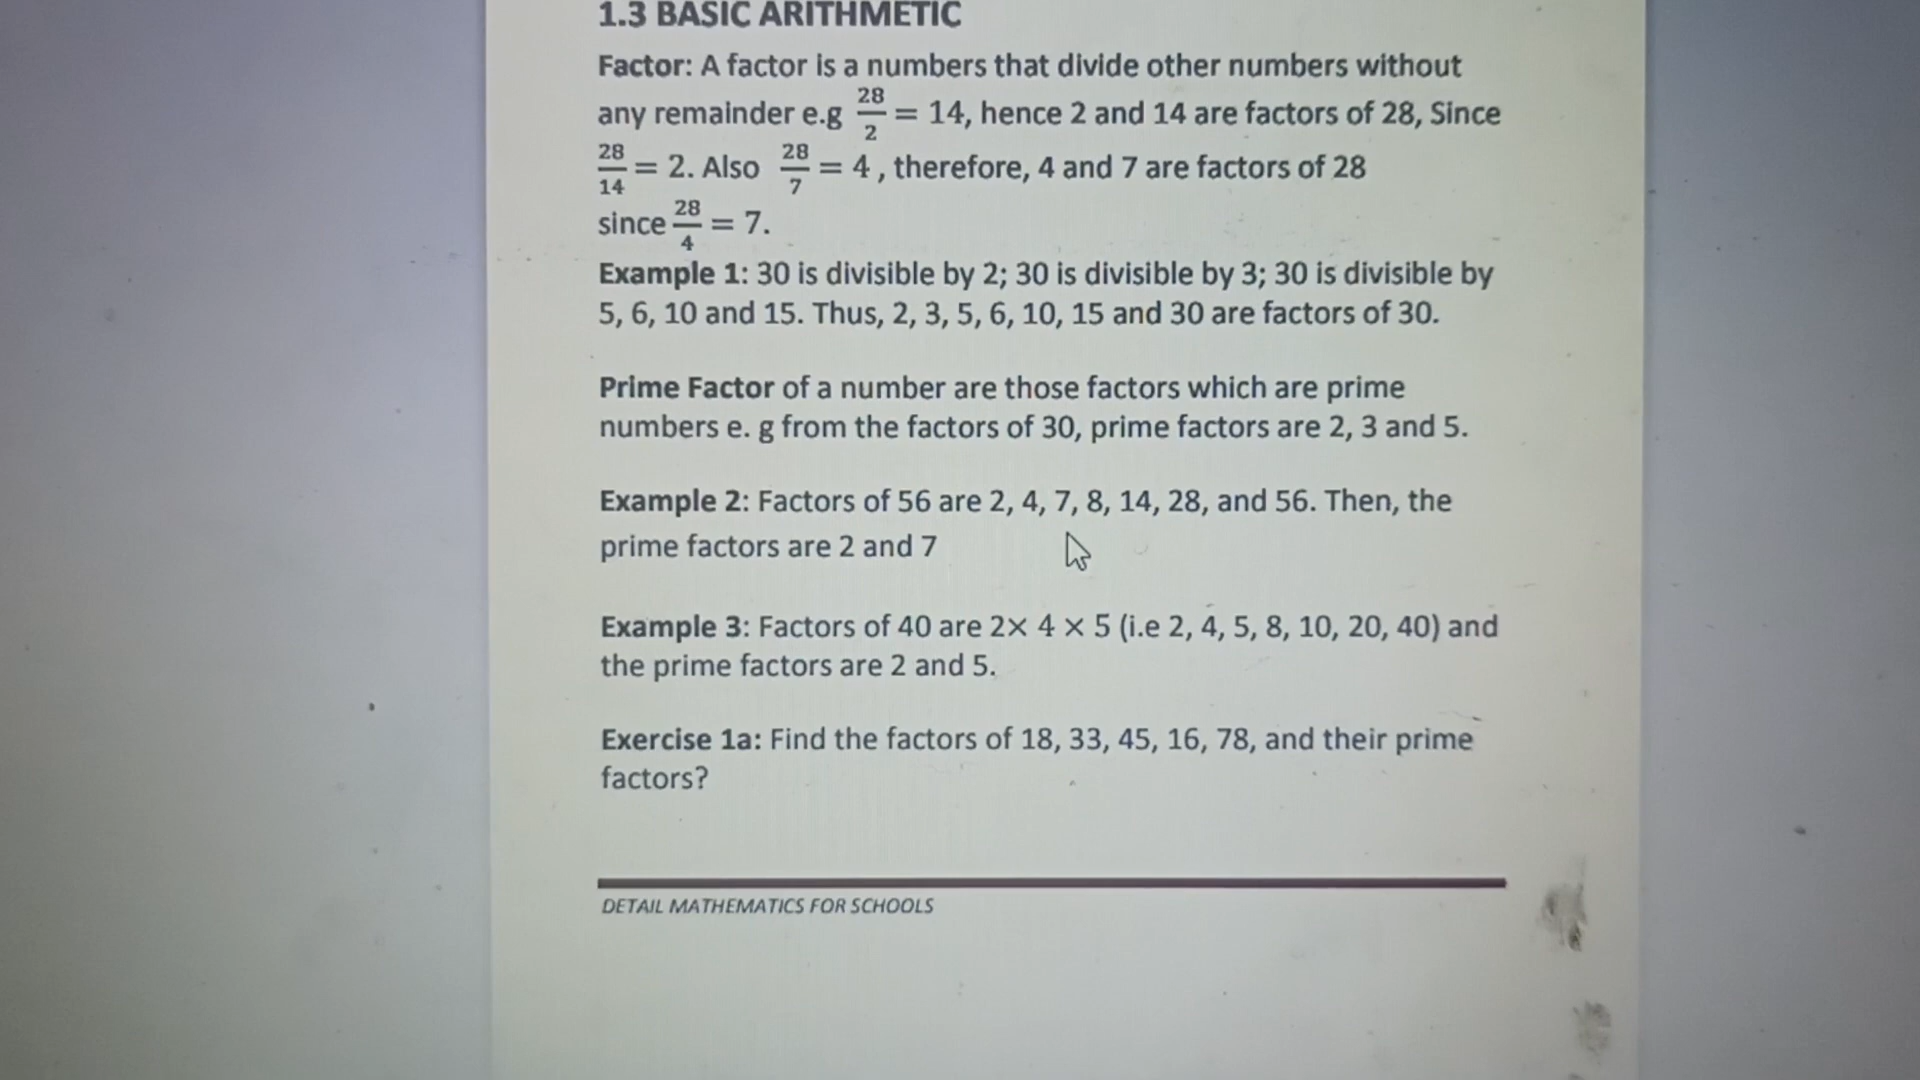 1.3 BASIC ARITHMETIC
Factor: A factor is a numbers that divide other numbers without
any remainder e.g 28/2 = 14, hence 2 and 14 are factors of 28, Since
28/14 = 2. Also 28/7 = 4 , therefore, 4 and 7 are factors of 28
since 28/4 = 7.
Example 1: 30 is divisible by 2; 30 is divisible by 3; 30 is divisible by
5, 6, 10 and 15. Thus, 2, 3, 5, 6, 10, 15 and 30 are factors of 30.
Prime Factor of a number are those factors which are prime
numbers e. g from the factors of 30, prime factors are 2, 3 and 5.
Example 2: Factors of 56 are 2, 4, 7, 8, 14, 28, and 56. Then, the
prime factors are 2 and 7
Example 3: Factors of 40 are 2× 4 × 5 (i.e 2, 4, 5, 8, 10, 20, 40) and
the prime factors are 2 and 5.
Exercise 1a: Find the factors of 18, 33, 45, 16, 78, and their prime
factors?
DETAIL MATHEMATICS FOR SCHOOLS